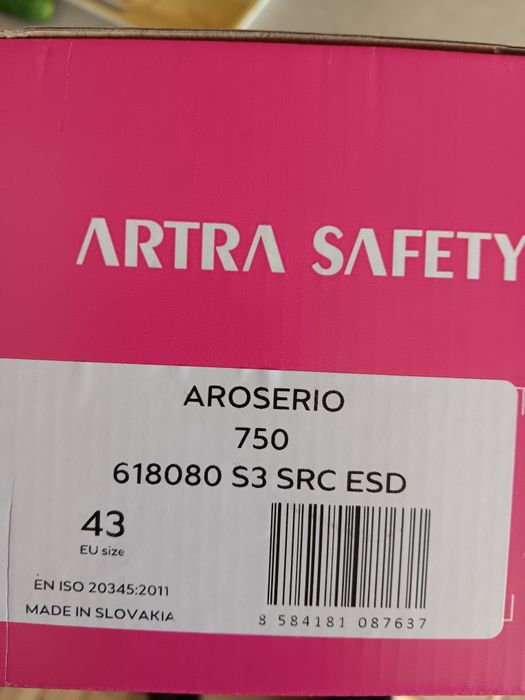 ARTRA SAFETY
AROSERIO
750
618080 S3 SRC ESD
43
EU size
EN ISO 20345:2011
MADE IN SLOVAKIA
8 584181 087637